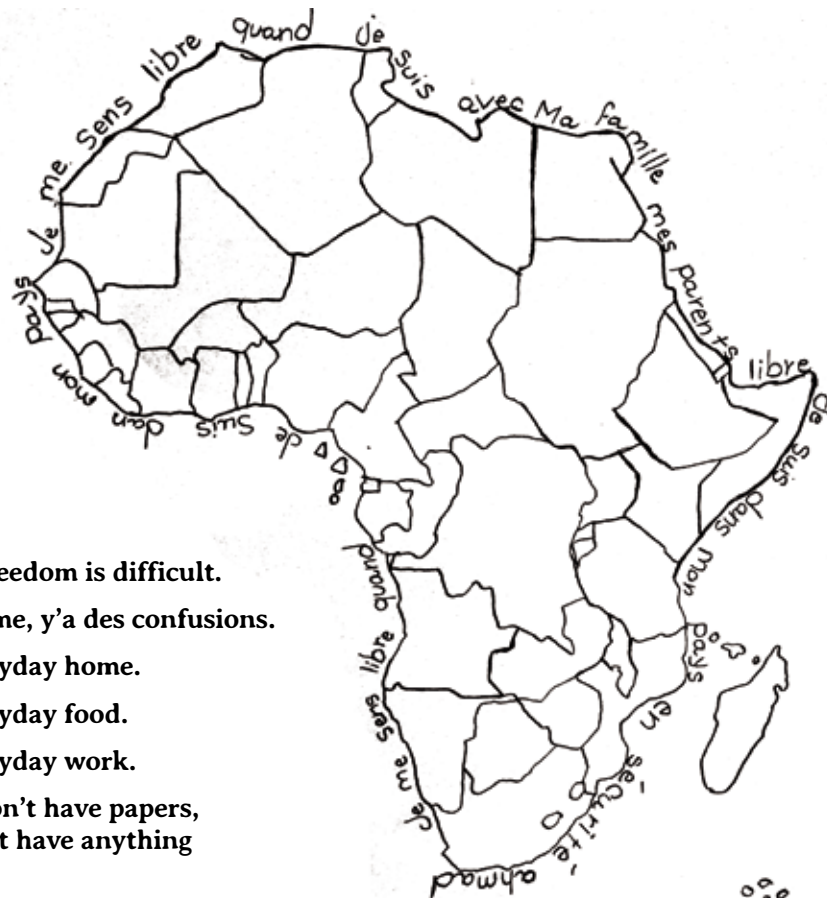 Je me Sens libre quand je suis avec Ma famille mes parents libre Je suis dans mon pays en sécurité
ahmad
Je me sens libre quand Je Suis dan mon pays
eedom is difficult.
me, y’a des confusions.
yday home.
yday food.
yday work.
on’t have papers,
t have anything